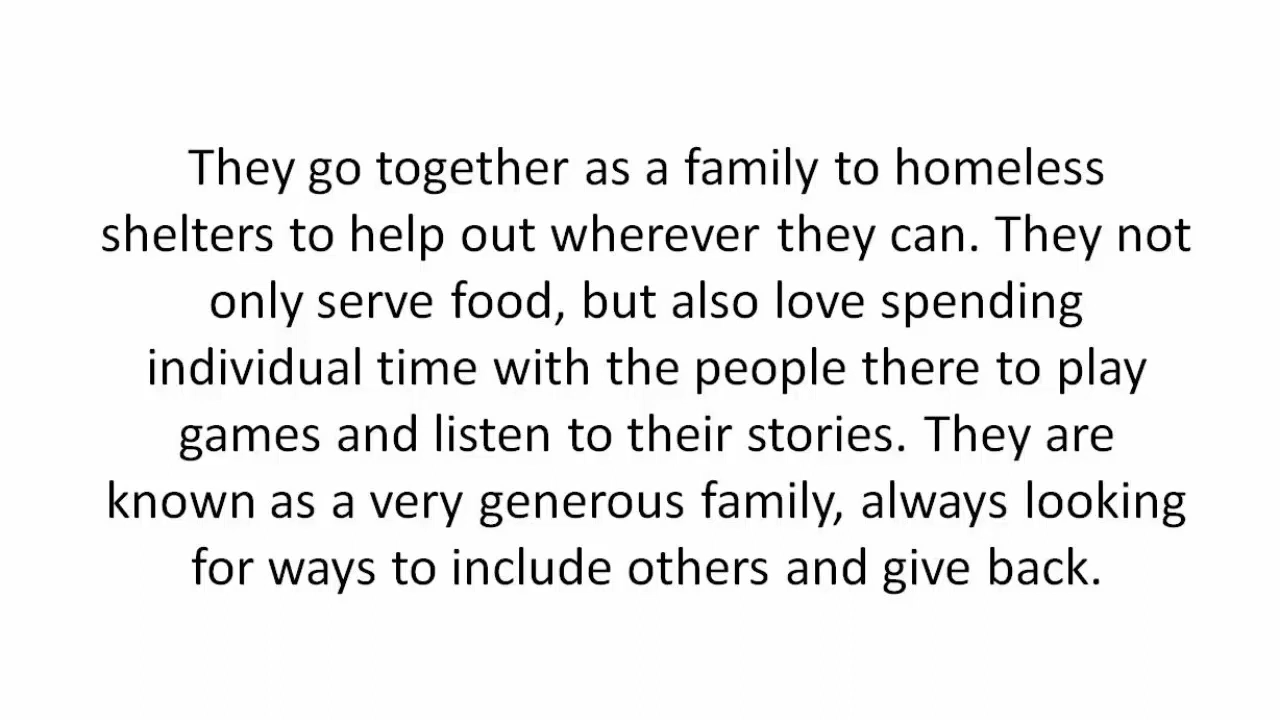 They go together as a family to homeless
shelters to help out wherever they can. They not
only serve food, but also love spending
individual time with the people there to play
games and listen to their stories. They are
known as a very generous family, always looking
for ways to include others and give back.